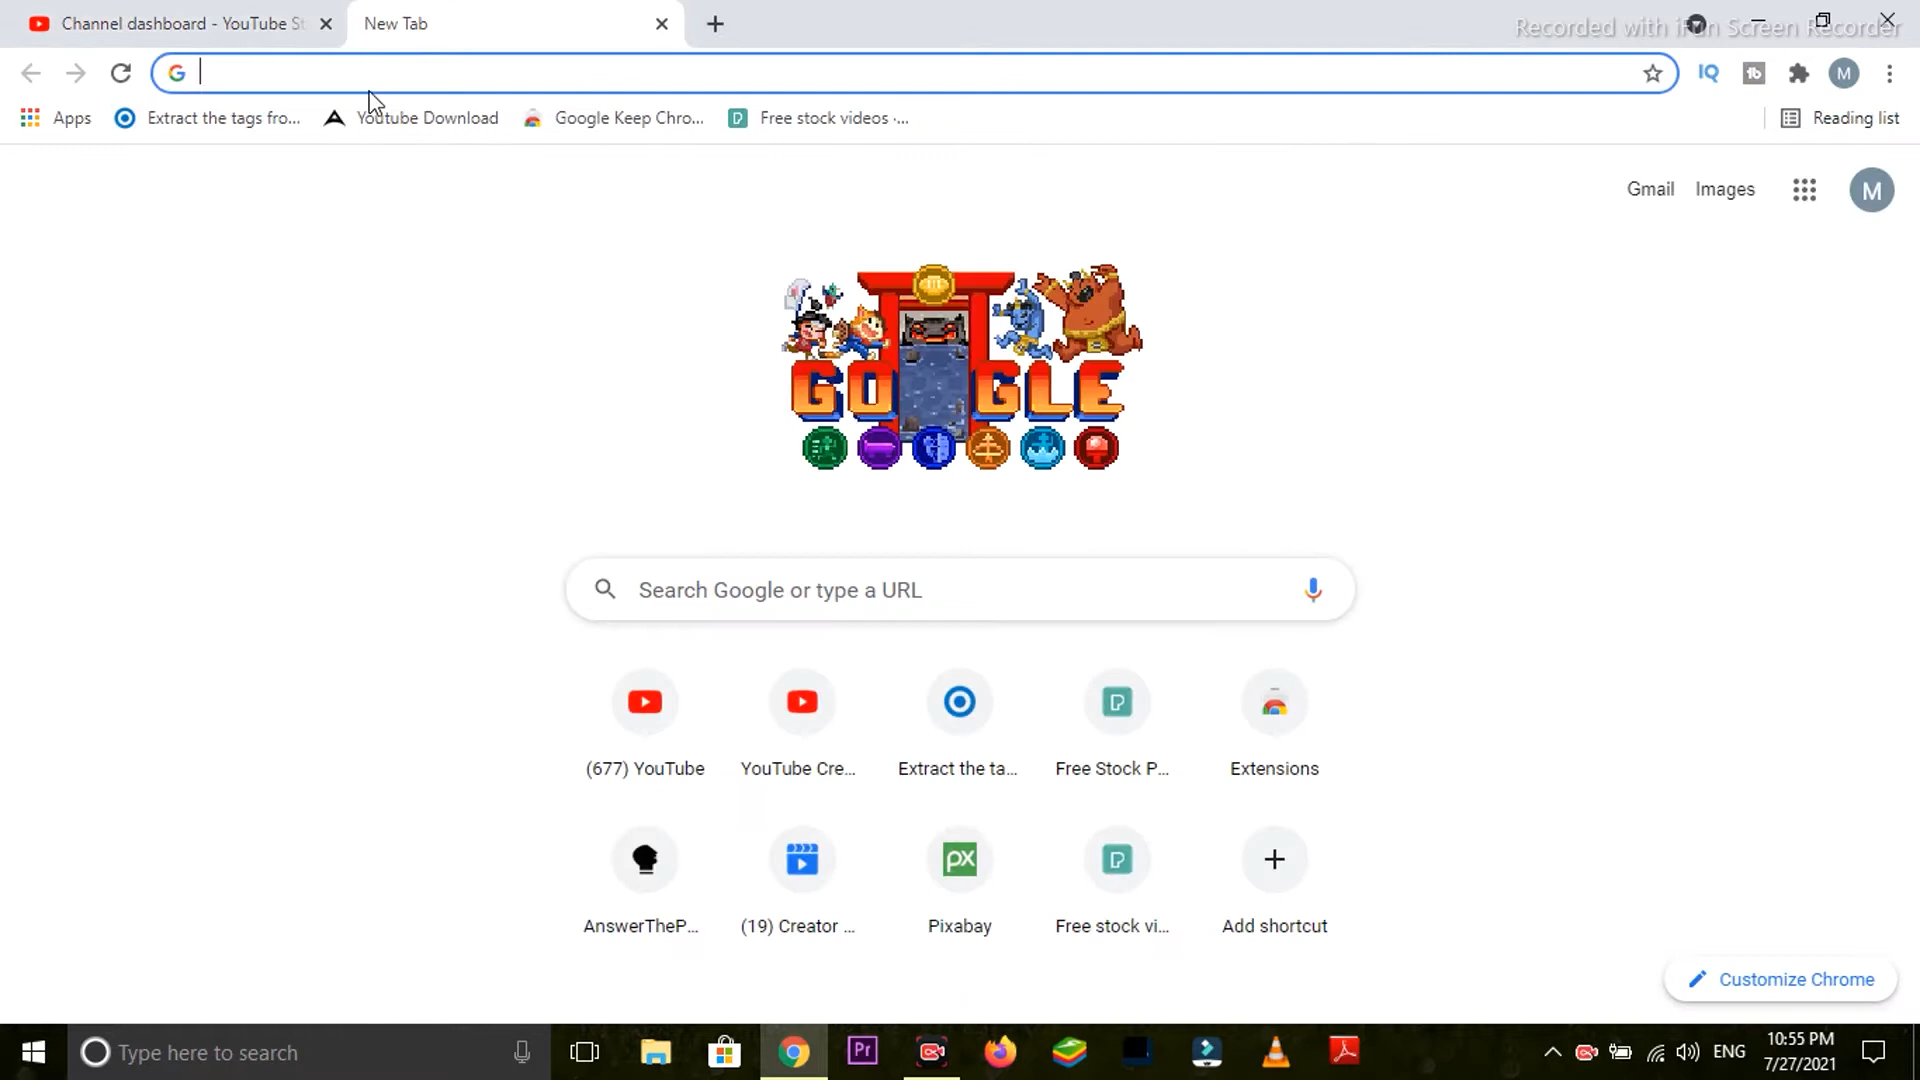 Channel dashboard - YouTube St
New Tab
Recorded with iFun Screen Recorder
Apps
Extract the tags fro...
Youtube Download
Google Keep Chro...
Free stock videos ·...
Reading list
Gmail
Images
M
GOOGLE
Search Google or type a URL
(677) YouTube
YouTube Cre...
Extract the ta...
Free Stock P...
Extensions
AnswerTheP...
(19) Creator ...
Pixabay
Free stock vi...
Add shortcut
Customize Chrome
Type here to search
ENG
10:55 PM
7/27/2021